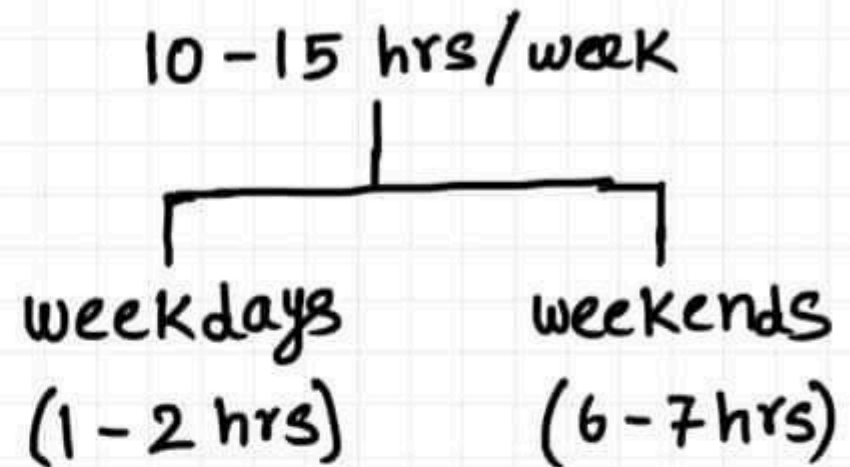 10 - 15 hrs/week
weekdays weekends
(1 - 2 hrs) (6 - 7 hrs)